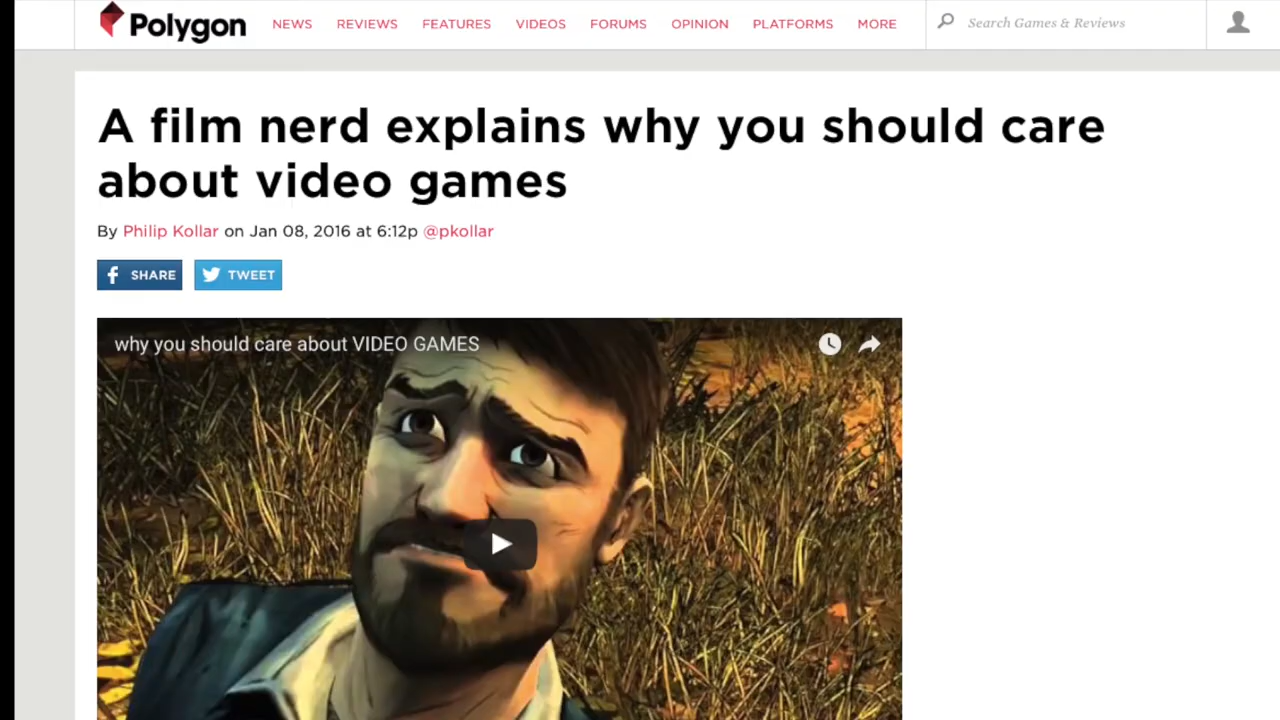 Polygon NEWS REVIEWS FEATURES VIDEOS FORUMS OPINION PLATFORMS MORE Search Games & Reviews
A film nerd explains why you should care
about video games
By Philip Kollar on Jan 08, 2016 at 6:12p @pkollar
f SHARE TWEET
why you should care about VIDEO GAMES